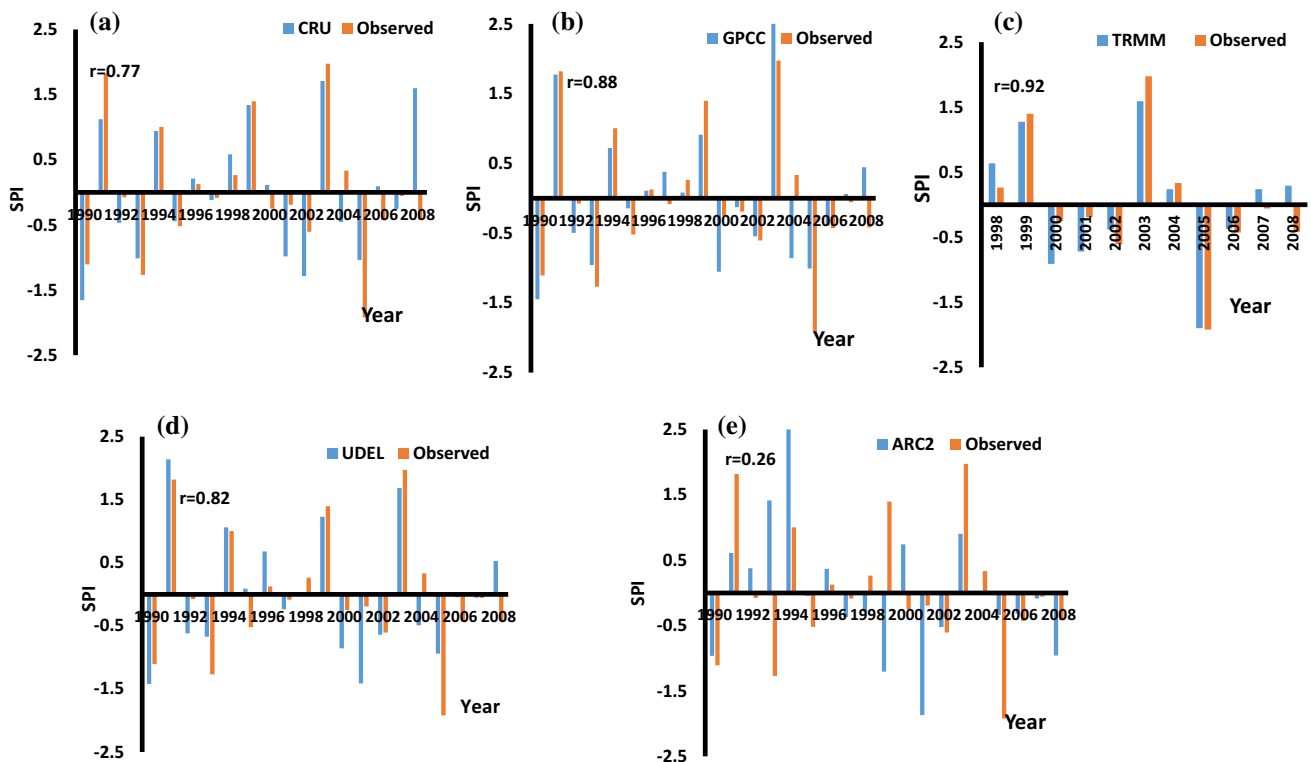 (a)
CRU Observed
r=0.77
2.5
1.5
0.5
-0.5
-1.5
-2.5
SPI
1990 1992 1994 1996 1998 2000 2002 2004 2006 2008
Year
(b)
GPCC Observed
r=0.88
2.5
1.5
0.5
-0.5
-1.5
-2.5
SPI
1990 1992 1994 1996 1998 2000 2002 2004 2006 2008
Year
(c)
TRMM Observed
r=0.92
2.5
1.5
0.5
-0.5
-1.5
-2.5
SPI
1998 1999 2000 2001 2002 2003 2004 2005 2006 2007 2008
Year
(d)
UDEL Observed
r=0.82
2.5
1.5
0.5
-0.5
-1.5
-2.5
SPI
1990 1992 1994 1996 1998 2000 2002 2004 2006 2008
Year
(e)
ARC2 Observed
r=0.26
2.5
1.5
0.5
-0.5
-1.5
-2.5
SPI
1990 1992 1994 1996 1998 2000 2002 2004 2006 2008
Year